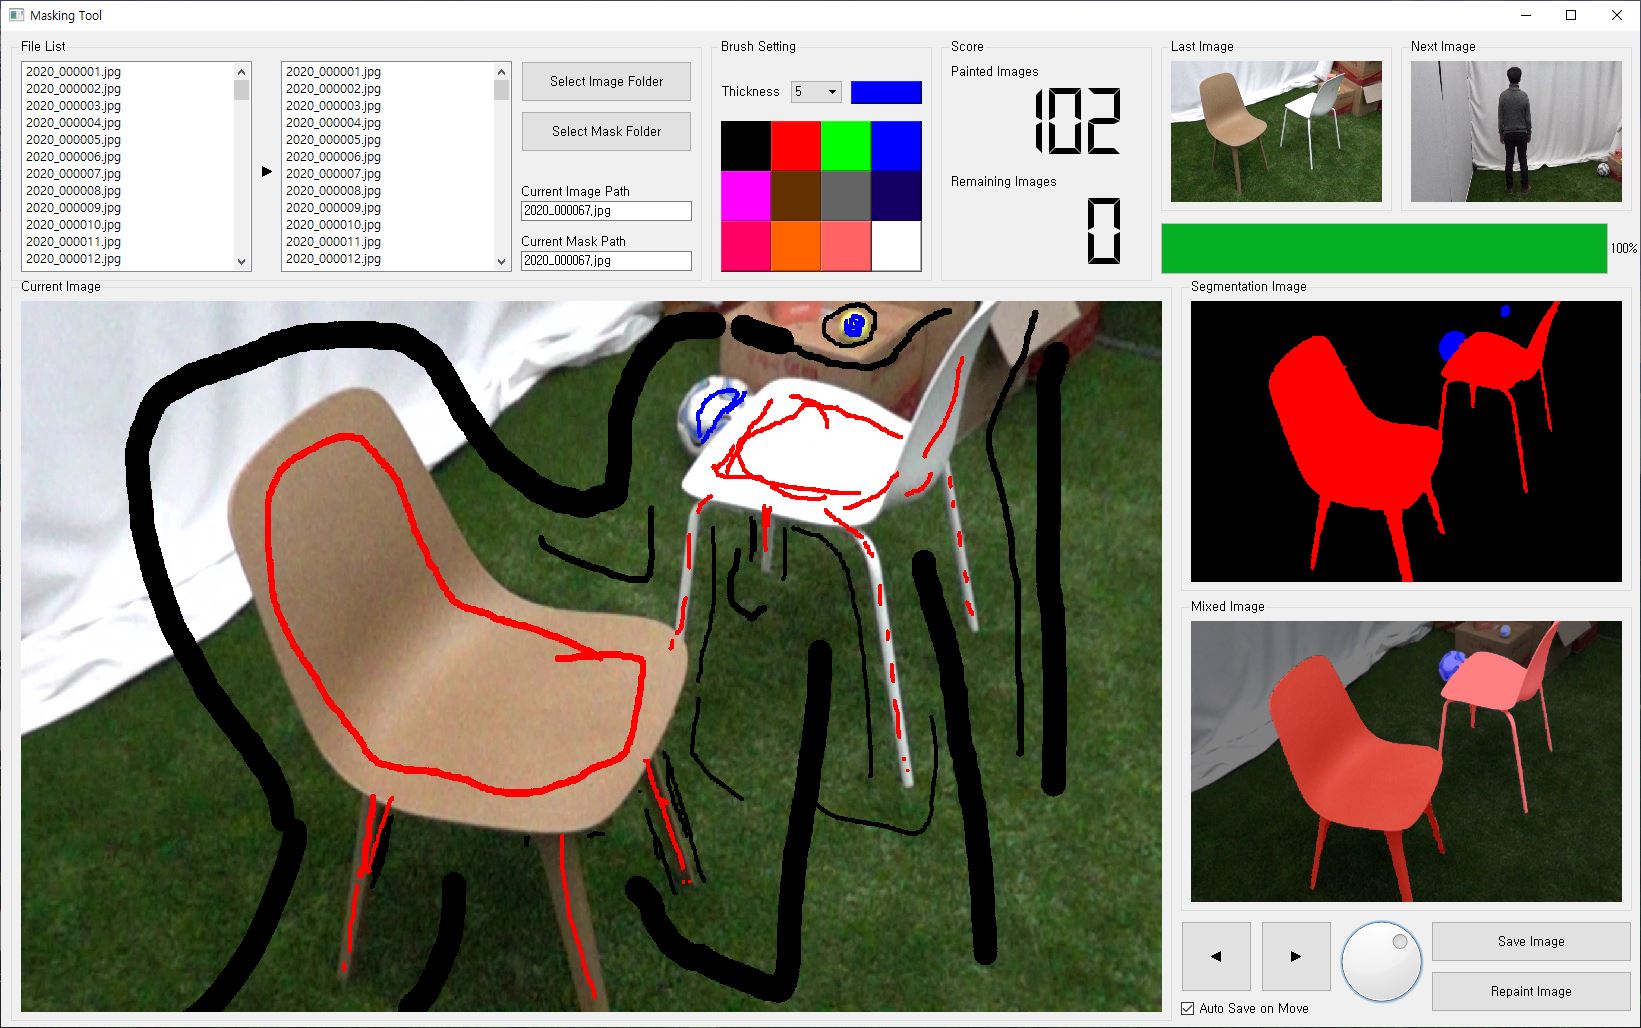 Masking Tool
File List
2020_000001.jpg
2020_000002.jpg
2020_000003.jpg
2020_000004.jpg
2020_000005.jpg
2020_000006.jpg
2020_000007.jpg
2020_000008.jpg
2020_000009.jpg
2020_000010.jpg
2020_000011.jpg
2020_000012.jpg
2020_000001.jpg
2020_000002.jpg
2020_000003.jpg
2020_000004.jpg
2020_000005.jpg
2020_000006.jpg
2020_000007.jpg
2020_000008.jpg
2020_000009.jpg
2020_000010.jpg
2020_000011.jpg
2020_000012.jpg
Select Image Folder
Select Mask Folder
Current Image Path
2020_000067.jpg
Current Mask Path
2020_000067.jpg
Brush Setting
Thickness 5
Score
Painted Images
102
Remaining Images
0
Last Image
Next Image
100%
Current Image
Segmentation Image
Mixed Image
Save Image
Repaint Image
Auto Save on Move